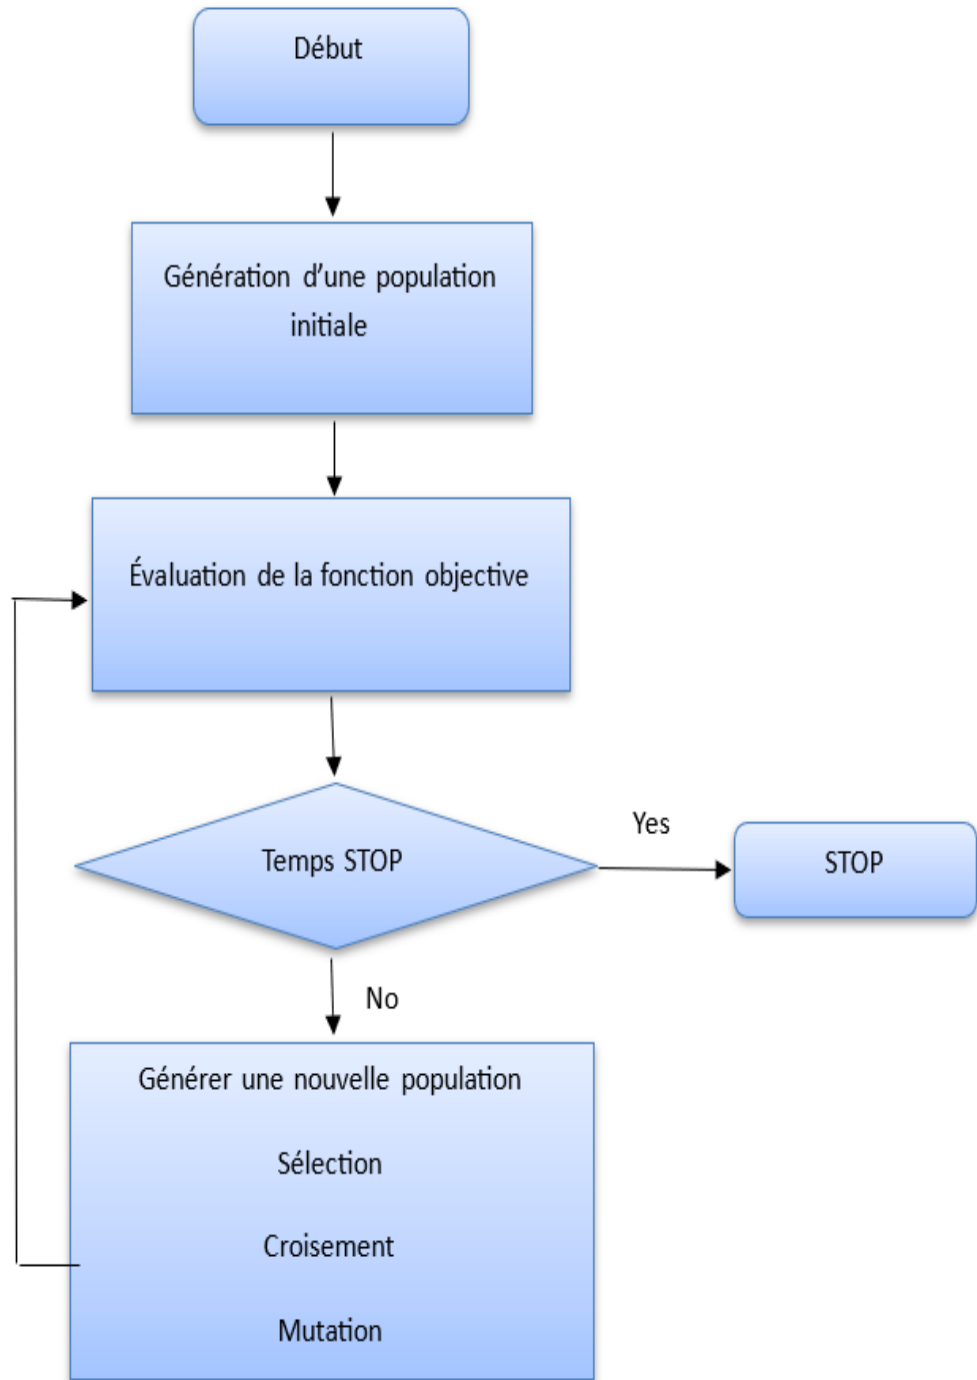 Début
Génération d’une population
initiale
Évaluation de la fonction objective
Temps STOP
Yes
STOP
No
Générer une nouvelle population
Sélection
Croisement
Mutation